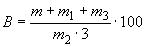 B = (m + m₁ + m₃) / (m₂ · 3) · 100